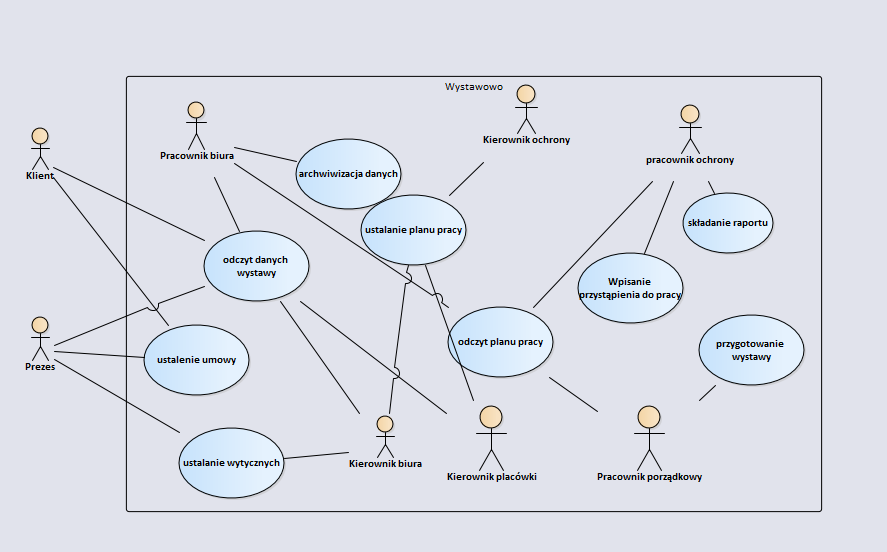 Wystawowo
Kierownik ochrony
Pracownik biura
pracownik ochrony
Klient
archwiwizacja danych
składanie raportu
ustalanie planu pracy
odczyt danych
wystawy
Wpisanie
przystąpienia do pracy
odczyt planu pracy
przygotowanie
wystawy
ustalenie umowy
Prezes
ustalanie wytycznych
Kierownik biura
Kierownik placówki
Pracownik porządkowy